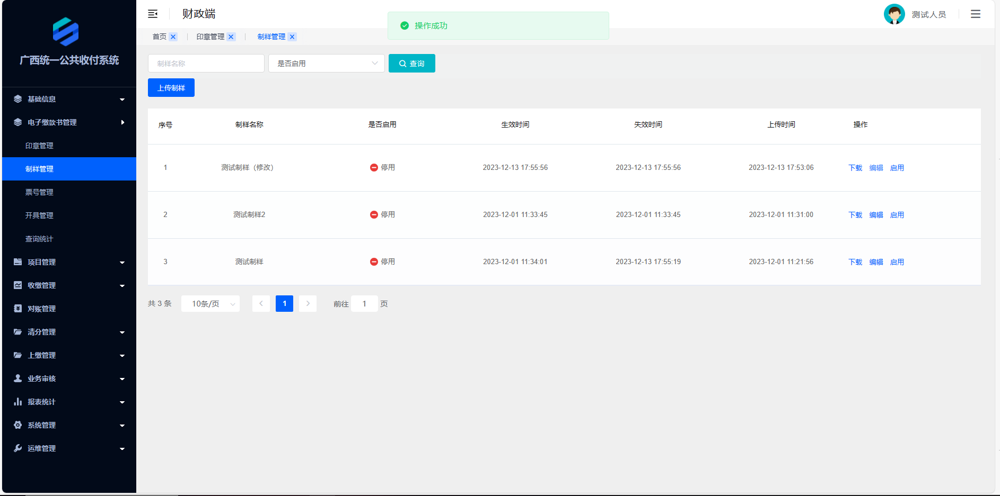 财政端
操作成功
测试人员
广西统一公共收付系统
首页
印章管理
制样管理
制样名称
是否启用
查询
上传制样
基础信息
电子缴款书管理
印章管理
制样管理
票号管理
开具管理
查询统计
项目管理
收缴管理
对账管理
清分管理
上缴管理
业务审核
报表统计
系统管理
运维管理
序号 制样名称 是否启用 生效时间 失效时间 上传时间 操作
1 测试制样（修改） 停用 2023-12-13 17:55:56 2023-12-13 17:55:56 2023-12-13 17:53:06 下载 编辑 启用
2 测试制样2 停用 2023-12-01 11:33:45 2023-12-01 11:33:45 2023-12-01 11:31:00 下载 编辑 启用
3 测试制样 停用 2023-12-01 11:34:01 2023-12-13 17:55:19 2023-12-01 11:21:56 下载 编辑 启用
共 3 条 10条/页 1 前往 1 页